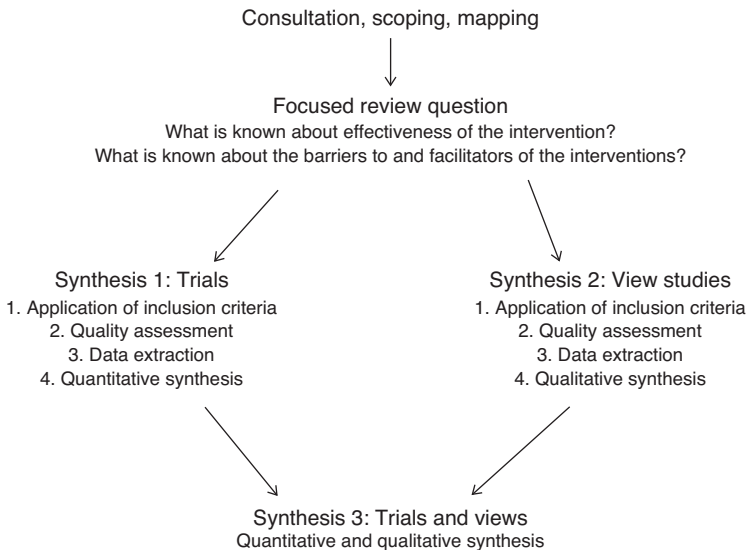 Consultation, scoping, mapping
Focused review question
What is known about effectiveness of the intervention?
What is known about the barriers to and facilitators of the interventions?
Synthesis 1: Trials
1. Application of inclusion criteria
2. Quality assessment
3. Data extraction
4. Quantitative synthesis
Synthesis 2: View studies
1. Application of inclusion criteria
2. Quality assessment
3. Data extraction
4. Qualitative synthesis
Synthesis 3: Trials and views
Quantitative and qualitative synthesis